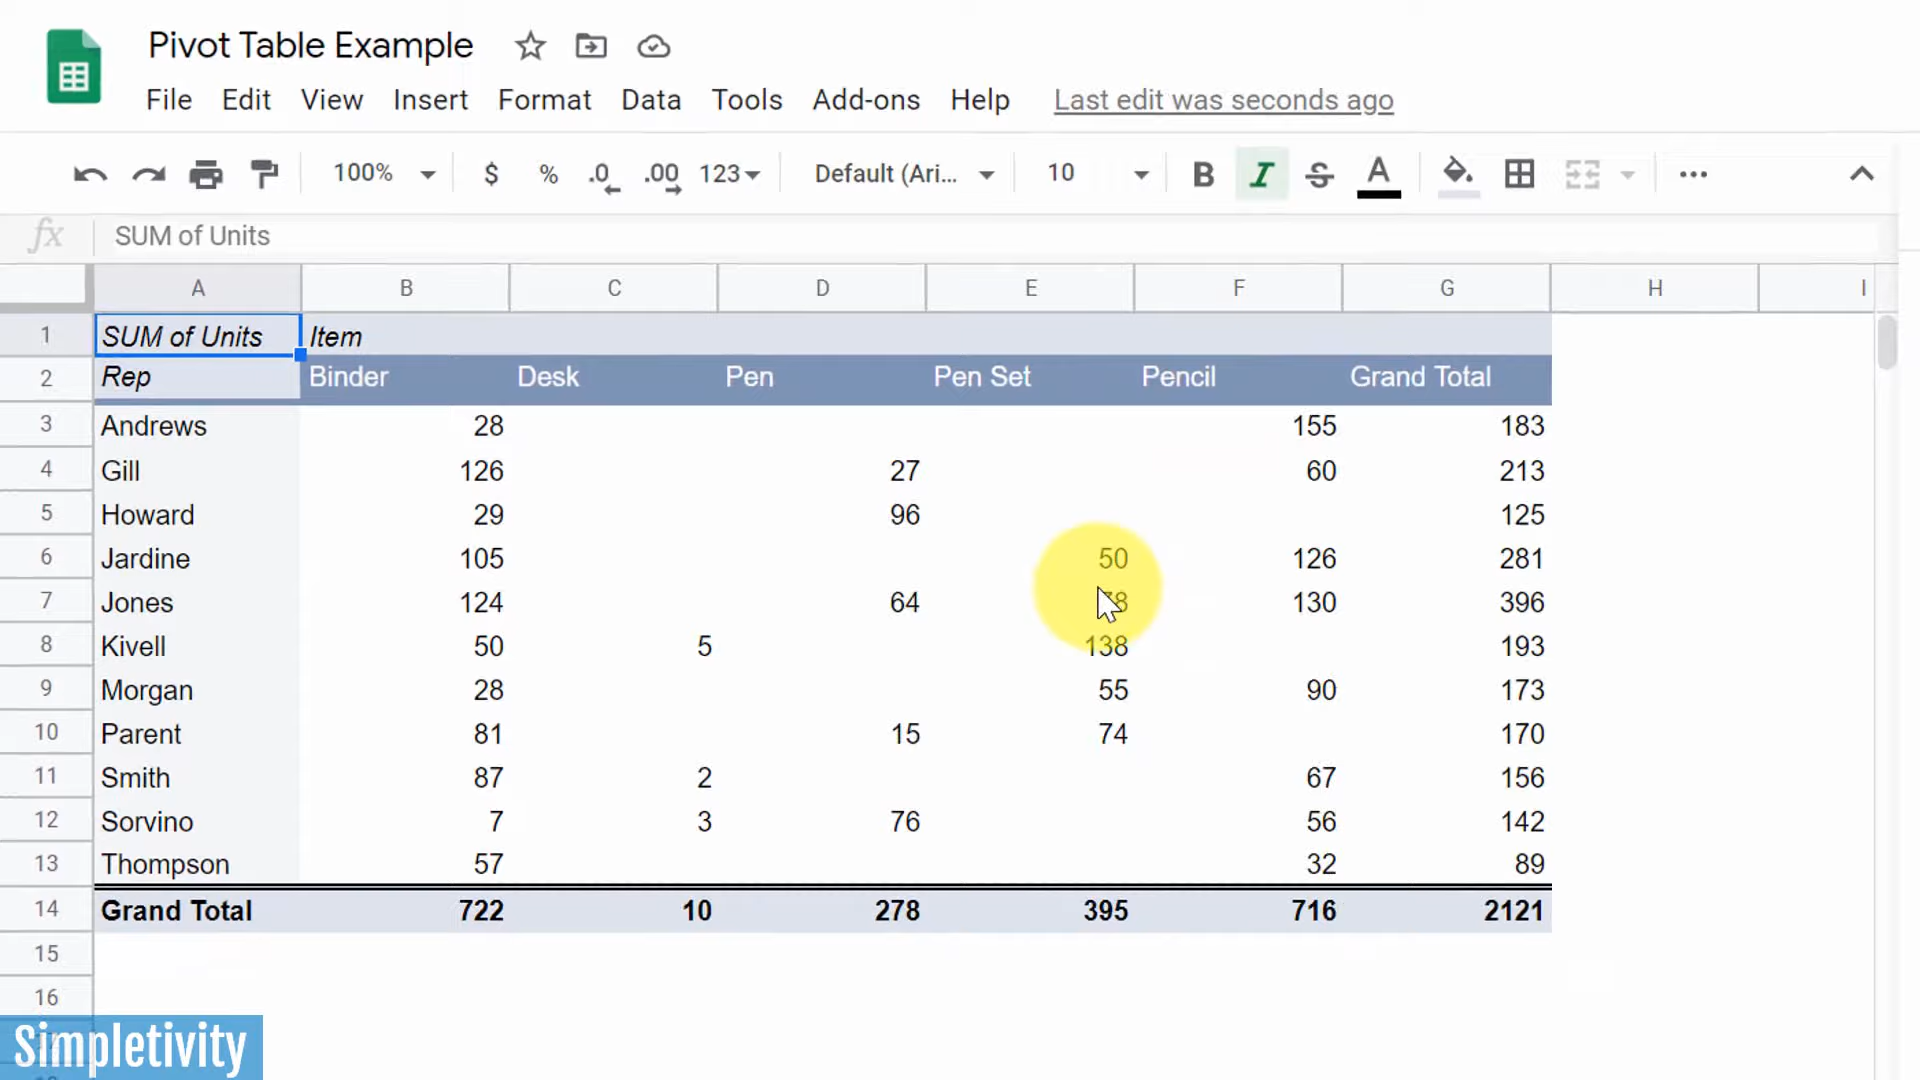 Pivot Table Example
File Edit View Insert Format Data Tools Add-ons Help Last edit was seconds ago
100% $ % .0 .00 123 Default (Ari... 10 B I S A
fx SUM of Units
A B C D E F G H I
1 SUM of Units Item
2 Rep Binder Desk Pen Pen Set Pencil Grand Total
3 Andrews 28 155 183
4 Gill 126 27 60 213
5 Howard 29 96 125
6 Jardine 105 50 126 281
7 Jones 124 64 78 130 396
8 Kivell 50 5 138 193
9 Morgan 28 55 90 173
10 Parent 81 15 74 170
11 Smith 87 2 67 156
12 Sorvino 7 3 76 56 142
13 Thompson 57 32 89
14 Grand Total 722 10 278 395 716 2121
15
16
Simpletivity